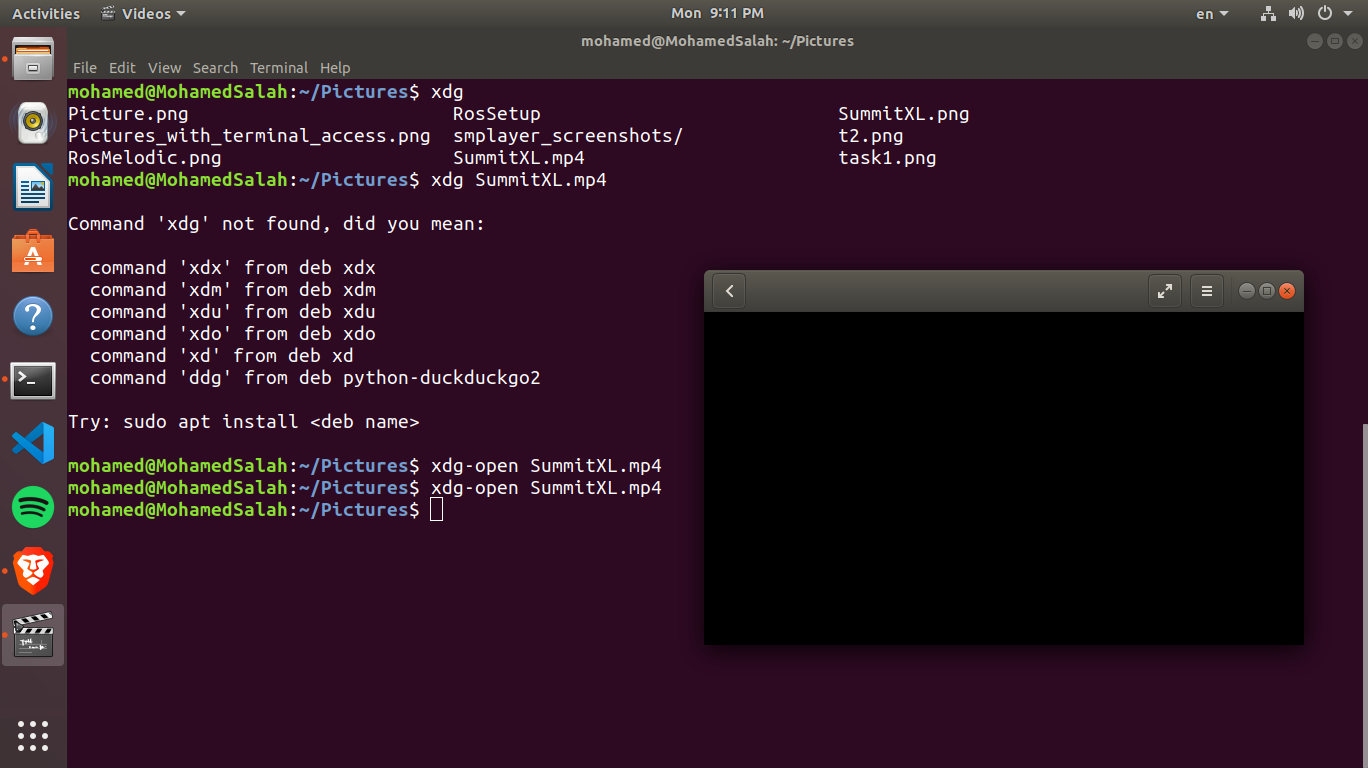 Activities Videos Mon 9:11 PM en
mohamed@MohamedSalah: ~/Pictures
File Edit View Search Terminal Help
mohamed@MohamedSalah:~/Pictures$ xdg
Picture.png RosSetup SummitXL.png
Pictures_with_terminal_access.png smplayer_screenshots/ t2.png
RosMelodic.png SummitXL.mp4 task1.png
mohamed@MohamedSalah:~/Pictures$ xdg SummitXL.mp4
Command 'xdg' not found, did you mean:
command 'xdx' from deb xdx
command 'xdm' from deb xdm
command 'xdu' from deb xdu
command 'xdo' from deb xdo
command 'xd' from deb xd
command 'ddg' from deb python-duckduckgo2
Try: sudo apt install <deb name>
mohamed@MohamedSalah:~/Pictures$ xdg-open SummitXL.mp4
mohamed@MohamedSalah:~/Pictures$ xdg-open SummitXL.mp4
mohamed@MohamedSalah:~/Pictures$